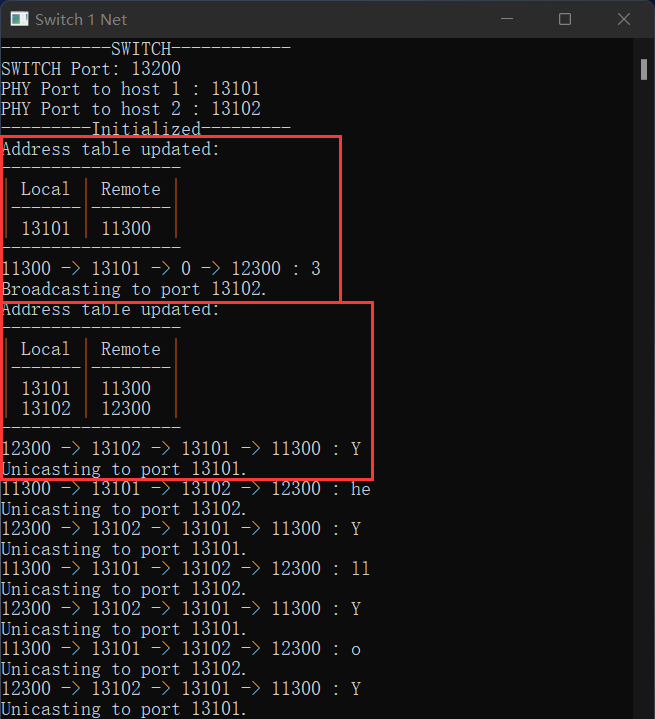 Switch 1 Net
-----------SWITCH------------
SWITCH Port: 13200
PHY Port to host 1 : 13101
PHY Port to host 2 : 13102
---------Initialized---------
Address table updated:
------------------
| Local | Remote |
|-------|--------|
| 13101 | 11300  |
------------------
11300 -> 13101 -> 0 -> 12300 : 3
Broadcasting to port 13102.
Address table updated:
------------------
| Local | Remote |
|-------|--------|
| 13101 | 11300  |
| 13102 | 12300  |
------------------
12300 -> 13102 -> 13101 -> 11300 : Y
Unicasting to port 13101.
11300 -> 13101 -> 13102 -> 12300 : he
Unicasting to port 13102.
12300 -> 13102 -> 13101 -> 11300 : Y
Unicasting to port 13101.
11300 -> 13101 -> 13102 -> 12300 : ll
Unicasting to port 13102.
12300 -> 13102 -> 13101 -> 11300 : Y
Unicasting to port 13101.
11300 -> 13101 -> 13102 -> 12300 : o
Unicasting to port 13102.
12300 -> 13102 -> 13101 -> 11300 : Y
Unicasting to port 13101.